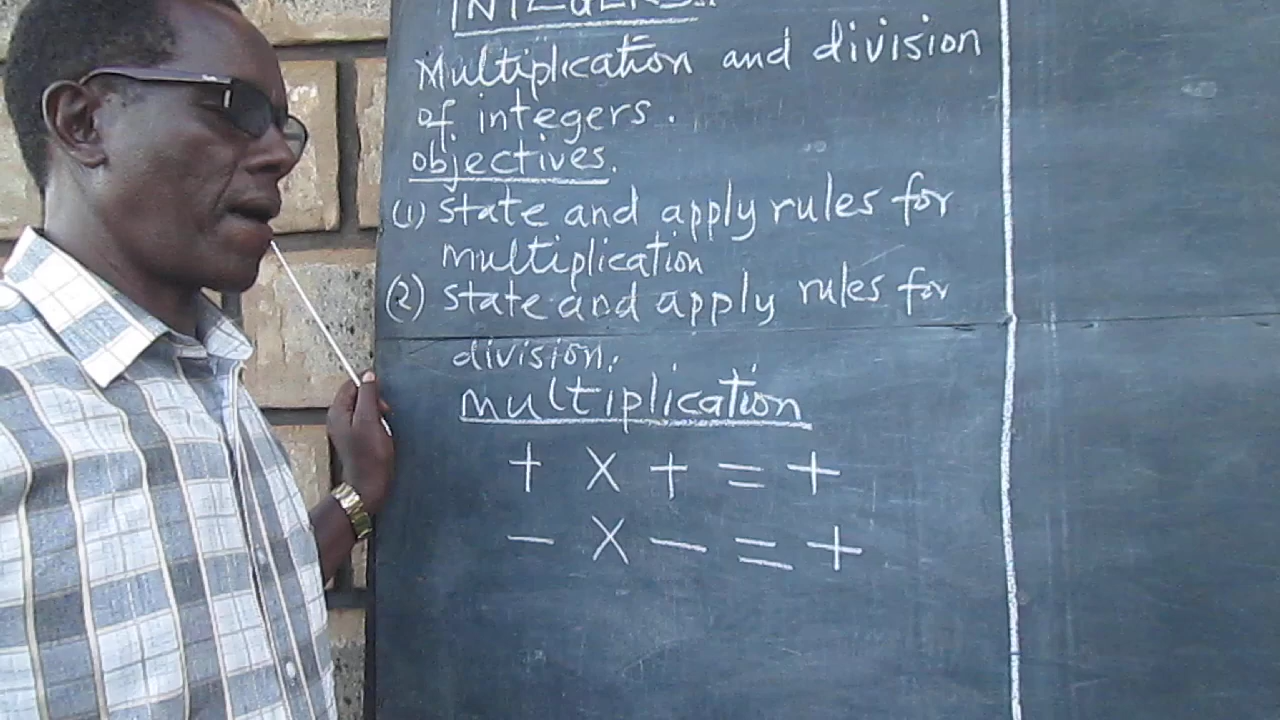 INTEGERS.
Multiplication and division
of integers.
objectives.
(1) state and apply rules for
multiplication
(2) state and apply rules for
division.
multiplication
+ X + = +
- X - = +